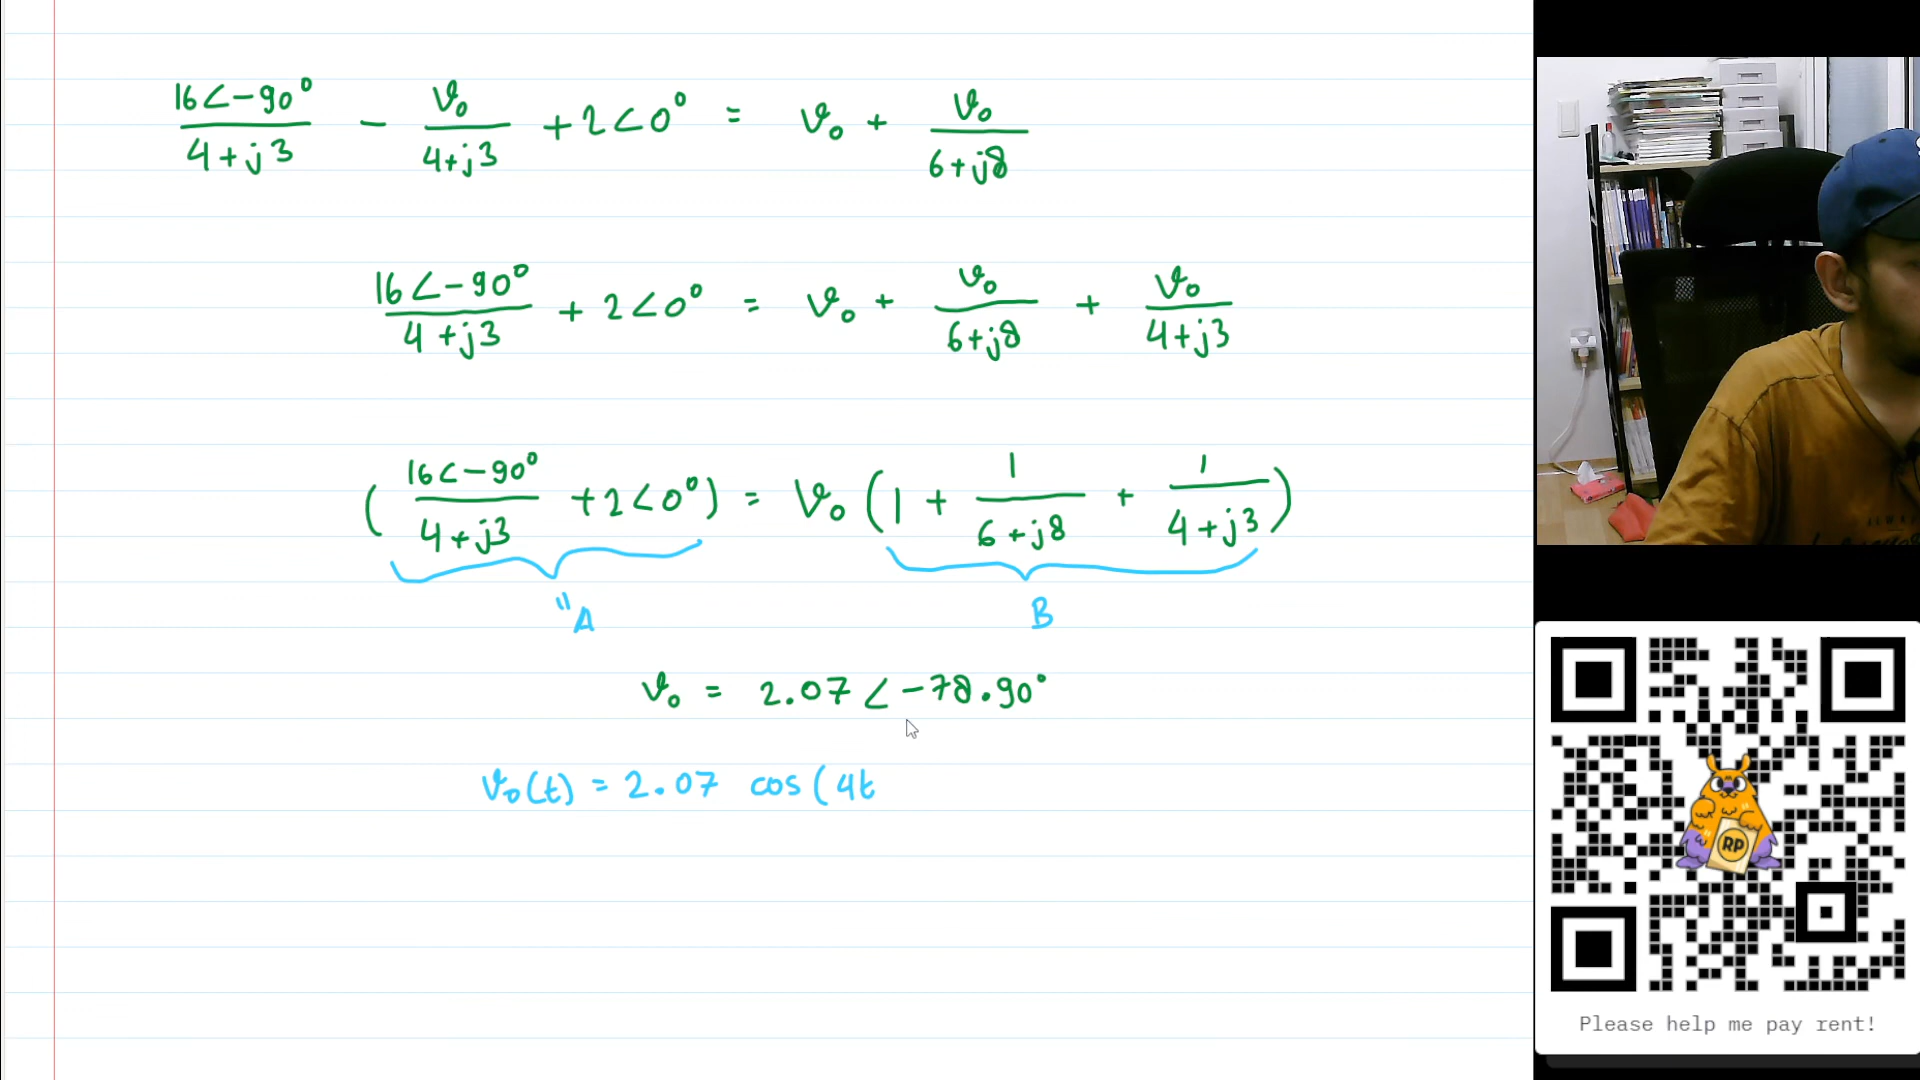 16∠-90° / 4+j3 - v₀ / 4+j3 + 2∠0° = v₀ + v₀ / 6+j8
16∠-90° / 4+j3 + 2∠0° = v₀ + v₀ / 6+j8 + v₀ / 4+j3
( 16∠-90° / 4+j3 + 2∠0° ) = V₀ ( 1 + 1 / 6+j8 + 1 / 4+j3 )
"A B
v₀ = 2.07 ∠ -78.90°
v₀(t) = 2.07 cos(4t
RP
Please help me pay rent!